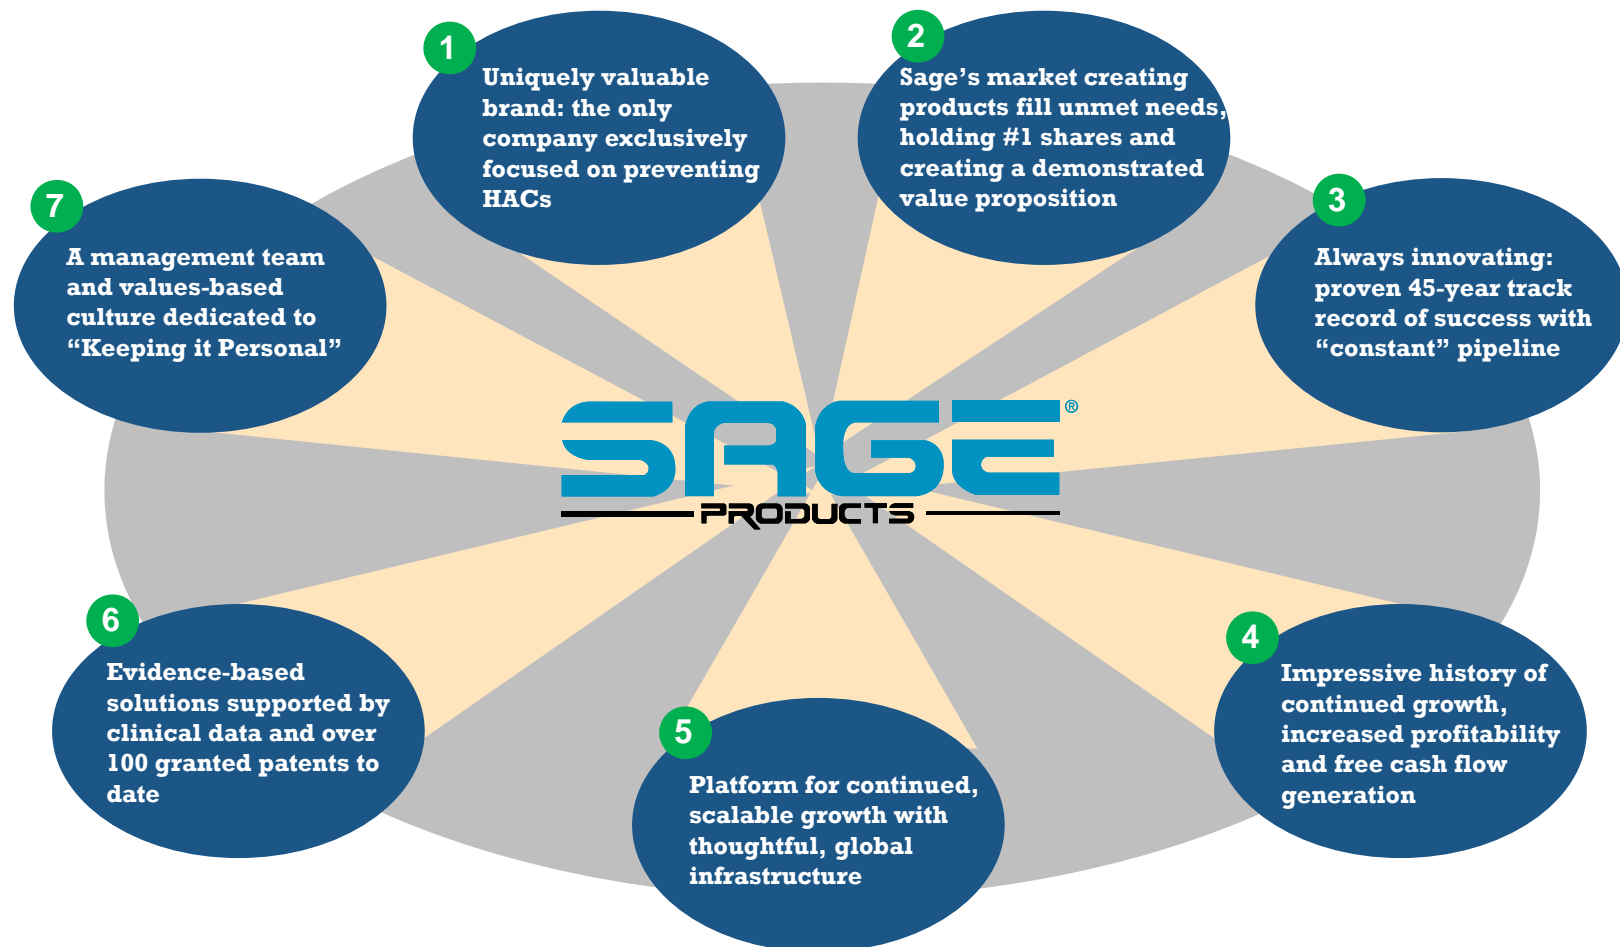 1
Uniquely valuable
brand: the only
company exclusively
focused on preventing
HACs
2
Sage’s market creating
products fill unmet needs,
holding #1 shares and
creating a demonstrated
value proposition
3
Always innovating:
proven 45-year track
record of success with
“constant” pipeline
7
A management team
and values-based
culture dedicated to
“Keeping it Personal”
SAGE®
PRODUCTS
4
Impressive history of
continued growth,
increased profitability
and free cash flow
generation
5
Platform for continued,
scalable growth with
thoughtful, global
infrastructure
6
Evidence-based
solutions supported by
clinical data and over
100 granted patents to
date